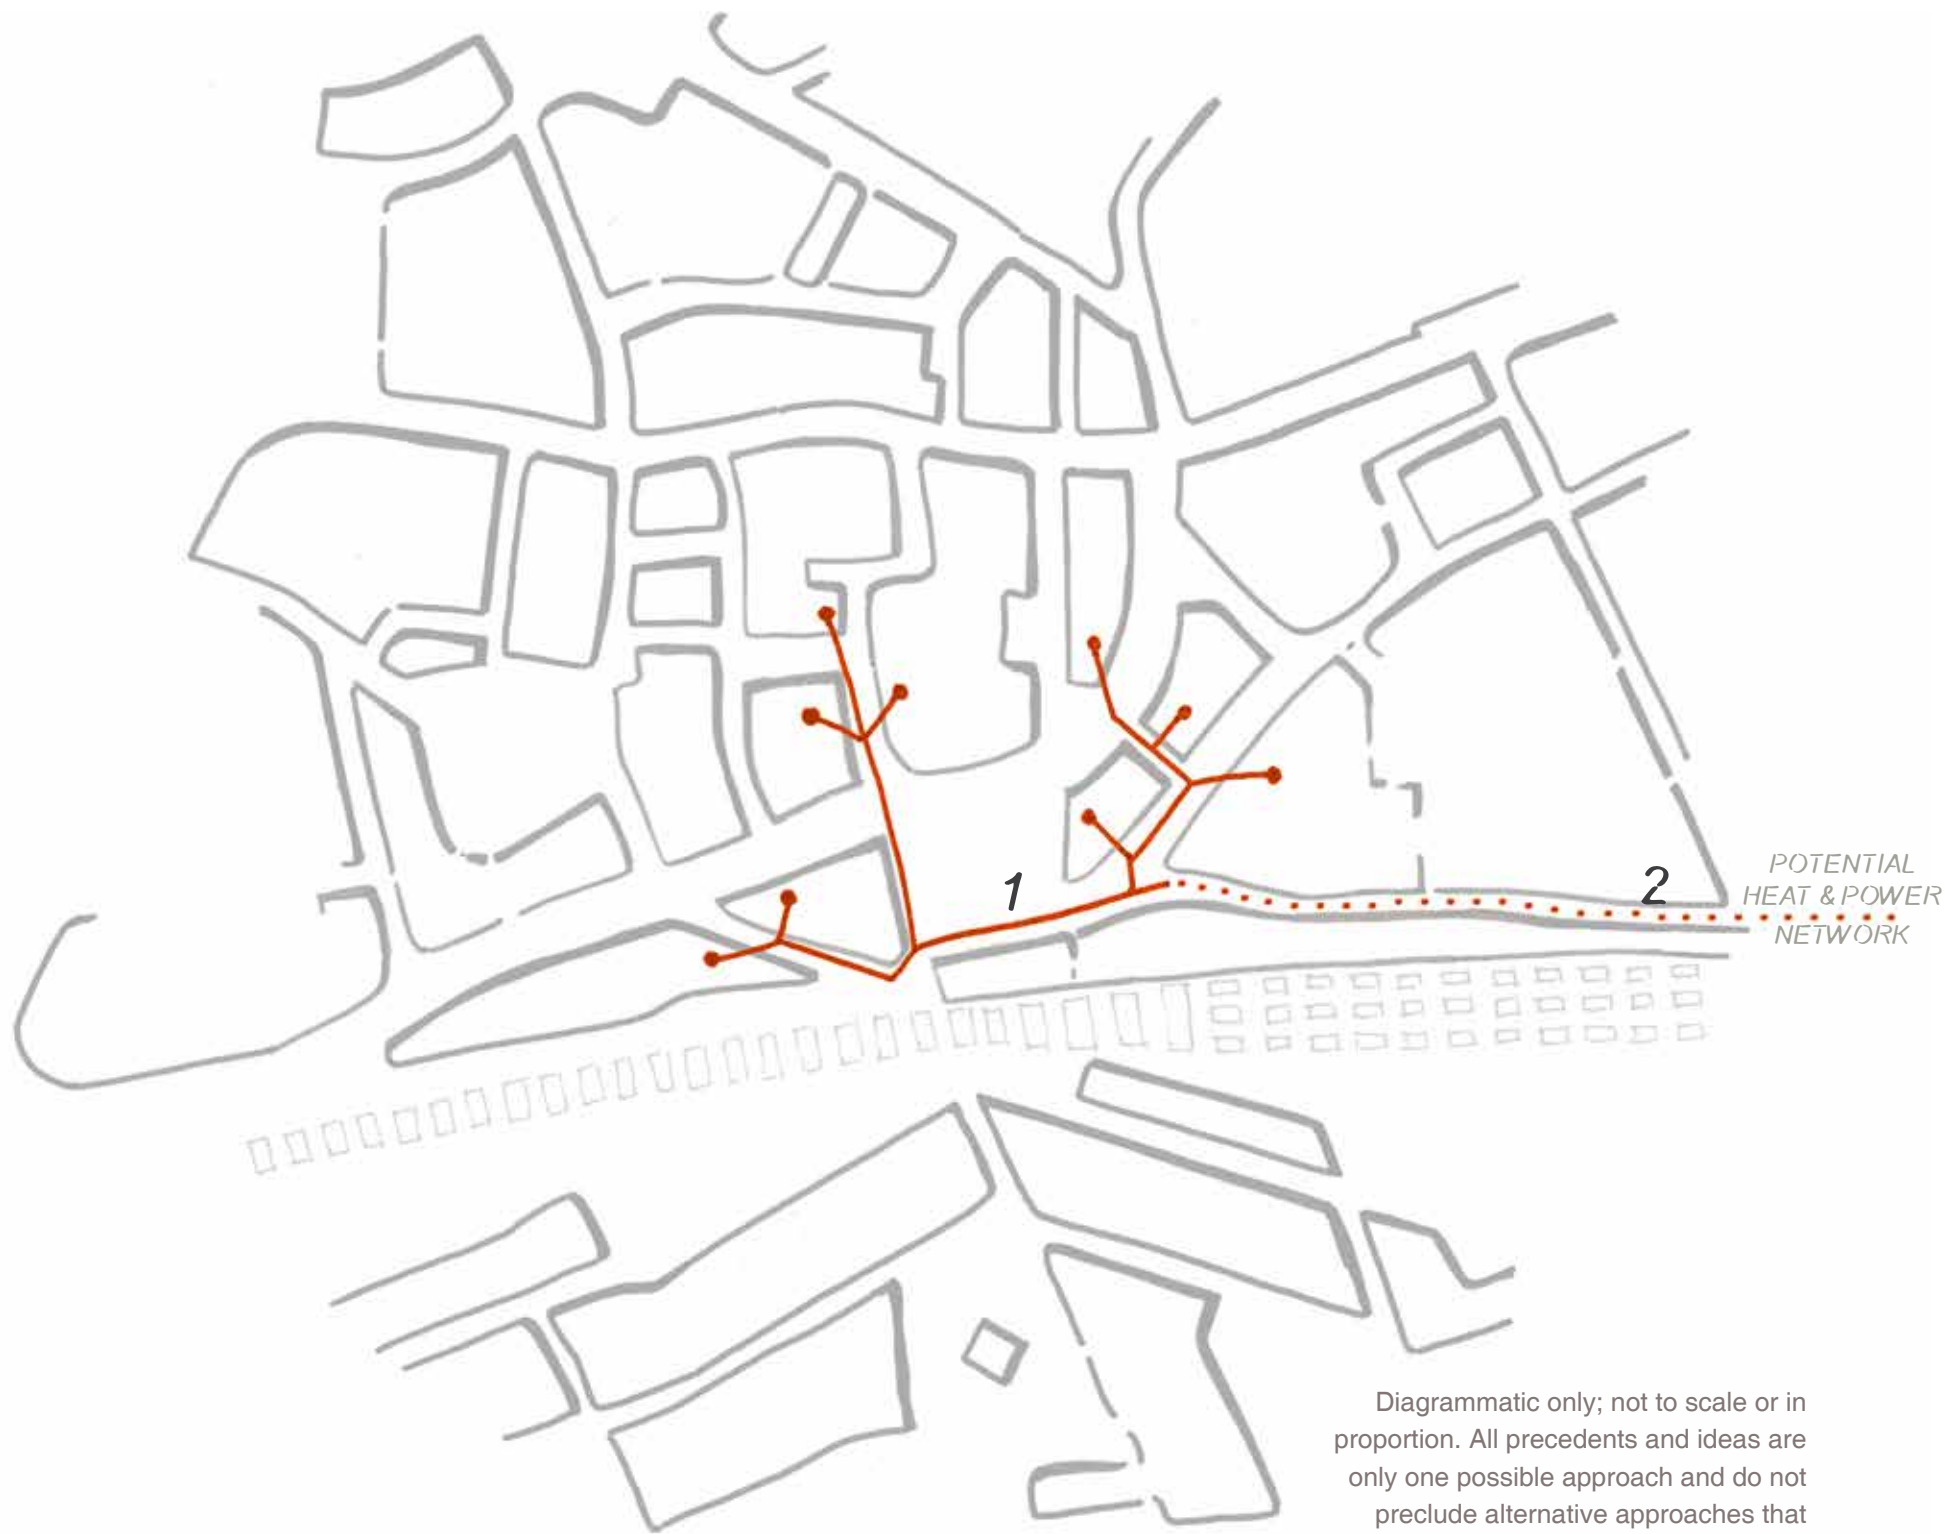 1
2
POTENTIAL
HEAT & POWER
NETWORK
Diagrammatic only; not to scale or in
proportion. All precedents and ideas are
only one possible approach and do not
preclude alternative approaches that